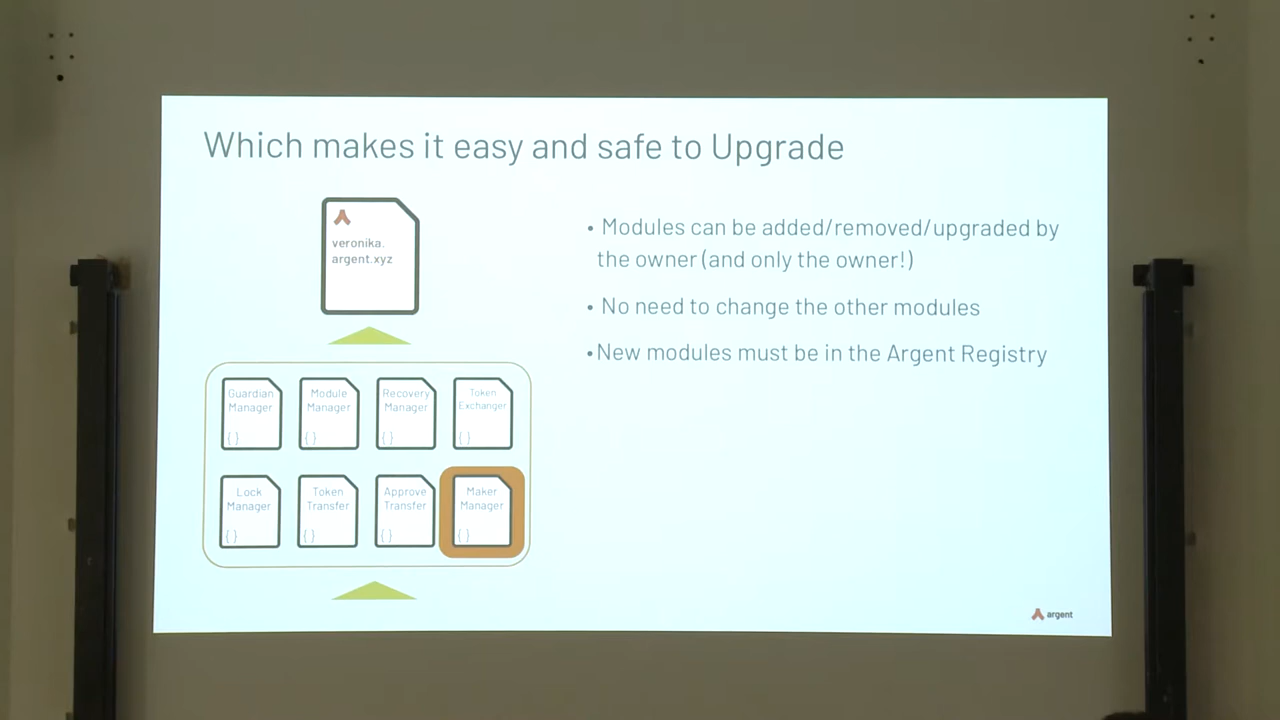 Which makes it easy and safe to Upgrade
veronika.
argent.xyz
• Modules can be added/removed/upgraded by
the owner (and only the owner!)
• No need to change the other modules
• New modules must be in the Argent Registry
Guardian
Manager
{ }
Module
Manager
{ }
Recovery
Manager
{ }
Token
Exchanger
{ }
Lock
Manager
{ }
Token
Transfer
{ }
Approve
Transfer
{ }
Maker
Manager
{ }
argent